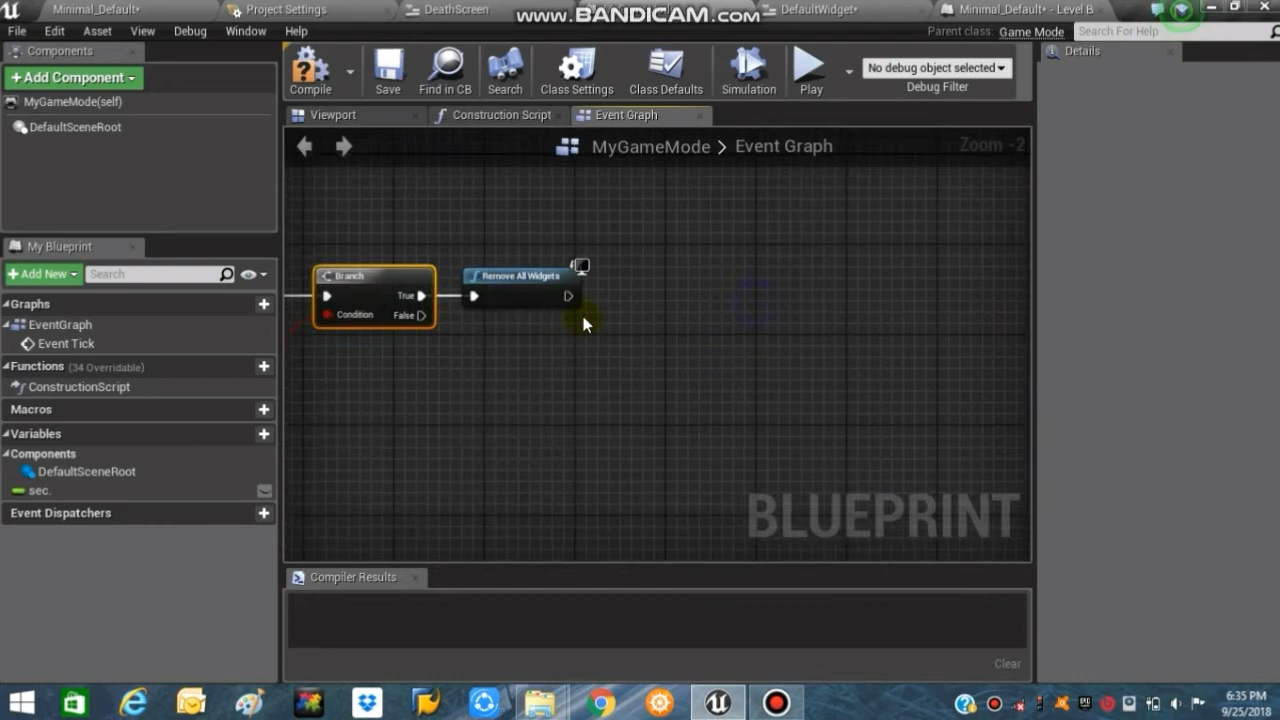 Minimal_Default*
Project Settings
DeathScreen
www.BANDICAM.com
DefaultWidget*
Minimal_Default* - Level B
File Edit Asset View Window Help
Parent class: Game Mode
Search For Help
Components
+Add Component
MyGameMode(self)
DefaultSceneRoot
Compile
Save
Find in CB
Search
Class Settings
Class Defaults
Simulation
Play
No debug object selected
Debug Filter
Details
Viewport
Construction Script
Event Graph
MyGameMode > Event Graph
Zoom -2
Branch
True
Condition
False
Remove All Widgets
BLUEPRINT
My Blueprint
+Add New
Search
Graphs
EventGraph
Event Tick
Functions (34 Overridable)
ConstructionScript
Macros
Variables
Components
DefaultSceneRoot
sec.
Event Dispatchers
Compiler Results
Clear
6:35 PM
9/25/2018